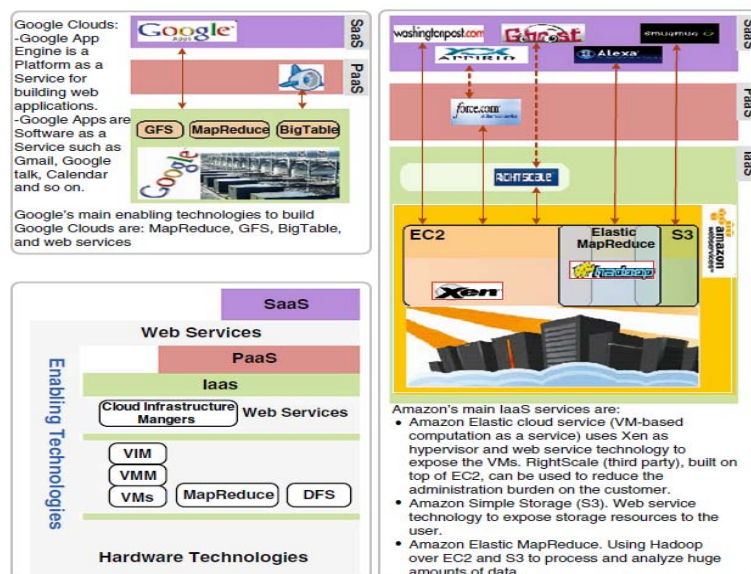 Google Clouds:
-Google App
Engine is a
Platform as a
Service for
building web
applications.
-Google Apps are
Software as a
Service such as
Gmail, Google
talk, Calendar
and so on.
Google
Apps
SaaS
PaaS
GFS
MapReduce
BigTable
Google
Google's main enabling technologies to build
Google Clouds are: MapReduce, GFS, BigTable,
and web services
SaaS
Web Services
PaaS
Iaas
Cloud Infrastructure
Mangers
Web Services
Enabling Technologies
VIM
VMM
VMs
MapReduce
DFS
Hardware Technologies
washingtonpost.com
G.ho.st
smugmug
APPIRIO
Alexa
SaaS
force.com
PaaS
RIGHTSCALE
IaaS
EC2
Elastic
MapReduce
S3
hadoop
Xen
amazon
webservices
Amazon's main IaaS services are:
• Amazon Elastic cloud service (VM-based
computation as a service) uses Xen as
hypervisor and web service technology to
expose the VMs. RightScale (third party), built on
top of EC2, can be used to reduce the
administration burden on the customer.
• Amazon Simple Storage (S3). Web service
technology to expose storage resources to the
user.
• Amazon Elastic MapReduce. Using Hadoop
over EC2 and S3 to process and analyze huge
amounts of data